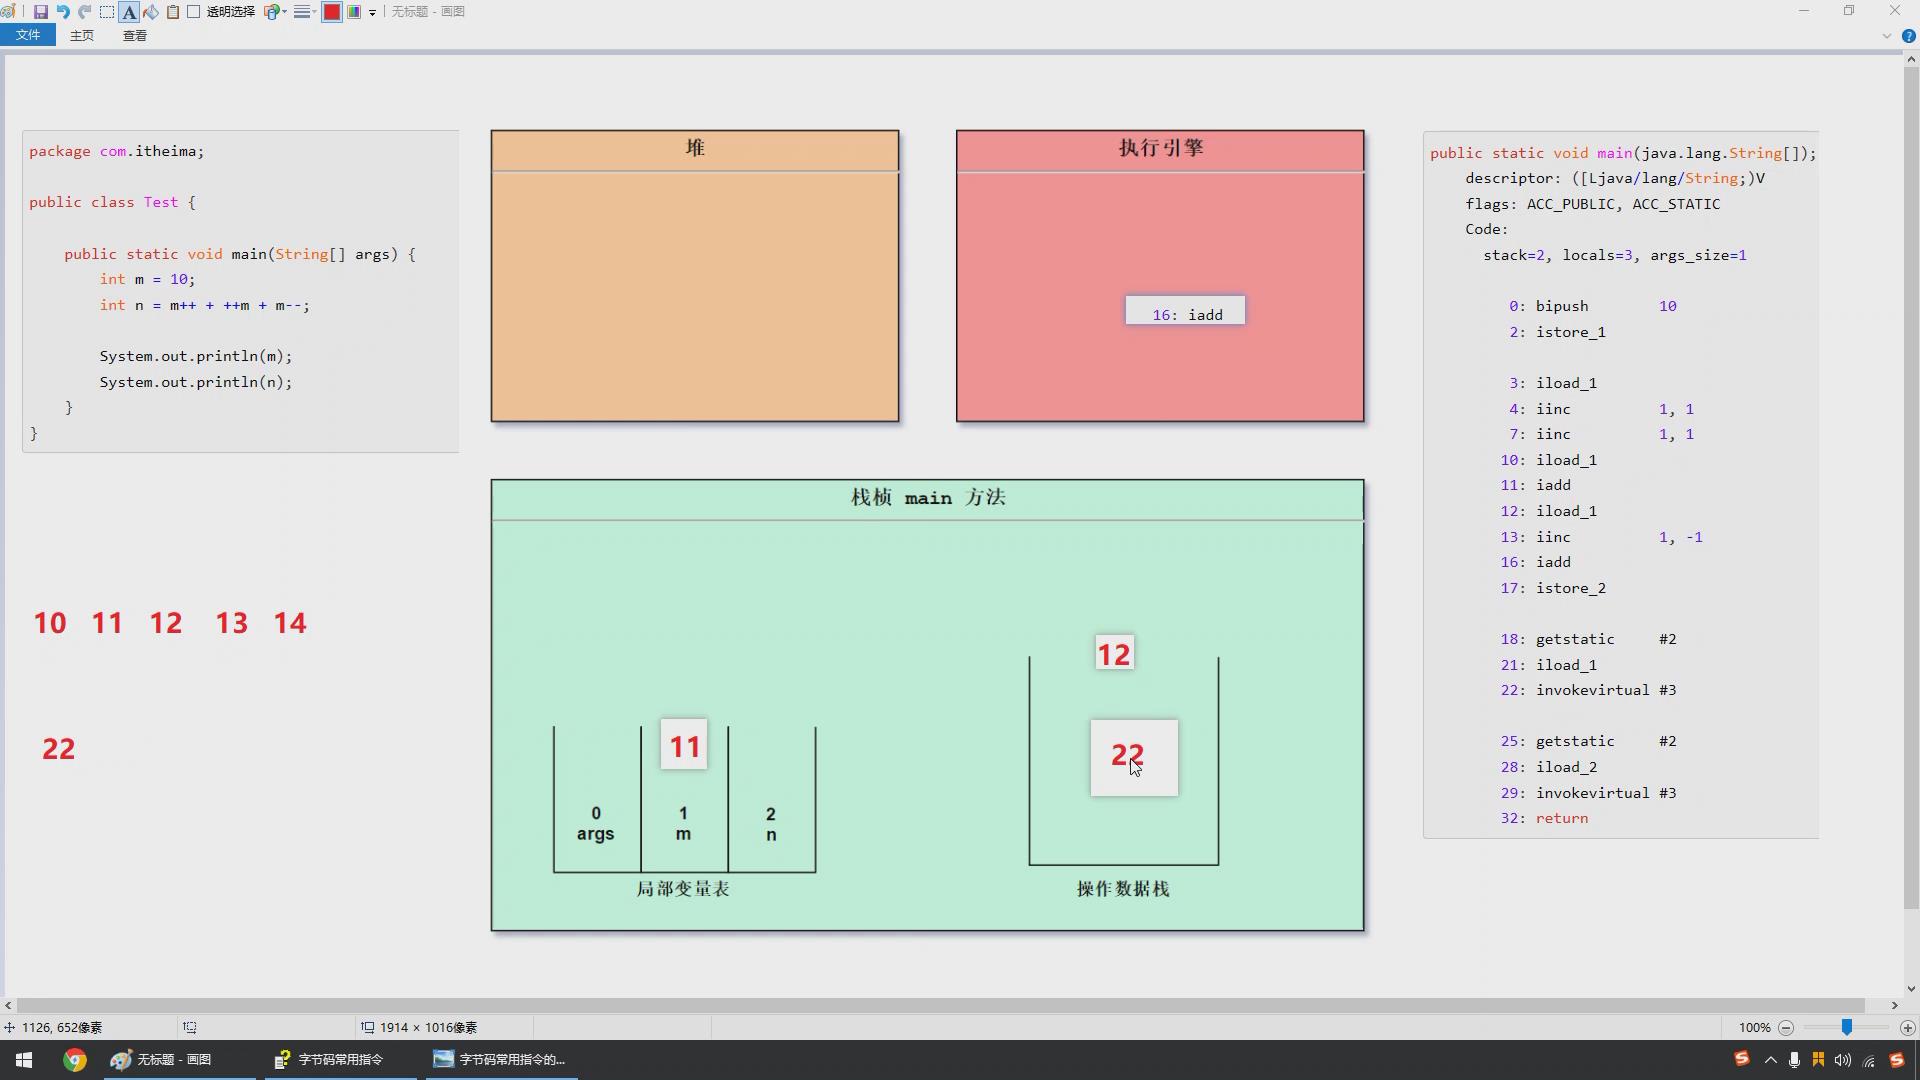 透明选择
无标题 - 画图
文件 主页 查看
package com.itheima;
public class Test {
public static void main(String[] args) {
int m = 10;
int n = m++ + ++m + m--;
System.out.println(m);
System.out.println(n);
}
}
10 11 12 13 14
22
堆
执行引擎
16: iadd
栈桢 main 方法
11
0
args
1
m
2
n
局部变量表
12
22
操作数据栈
public static void main(java.lang.String[]);
descriptor: ([Ljava/lang/String;)V
flags: ACC_PUBLIC, ACC_STATIC
Code:
stack=2, locals=3, args_size=1
0: bipush 10
2: istore_1
3: iload_1
4: iinc 1, 1
7: iinc 1, 1
10: iload_1
11: iadd
12: iload_1
13: iinc 1, -1
16: iadd
17: istore_2
18: getstatic #2
21: iload_1
22: invokevirtual #3
25: getstatic #2
28: iload_2
29: invokevirtual #3
32: return
1126, 652像素
1914 × 1016像素
100%
无标题 - 画图
字节码常用指令
字节码常用指令的...